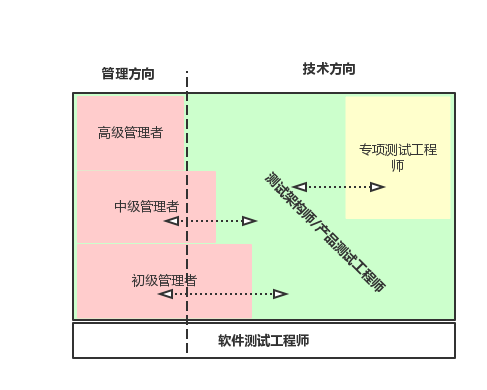 管理方向
技术方向
高级管理者
专项测试工程
师
中级管理者
测试架构师/产品测试工程师
初级管理者
软件测试工程师